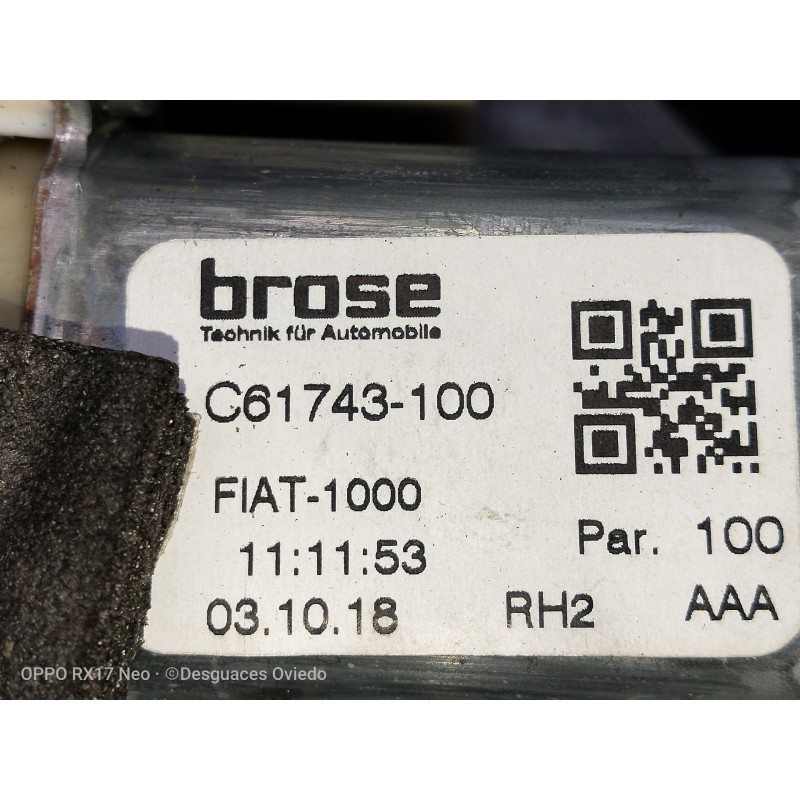 brose
Technik für Automobile
C61743-100
FIAT-1000
11:11:53
Par. 100
03.10.18
RH2
AAA
OPPO RX17 Neo · ©Desguaces Oviedo